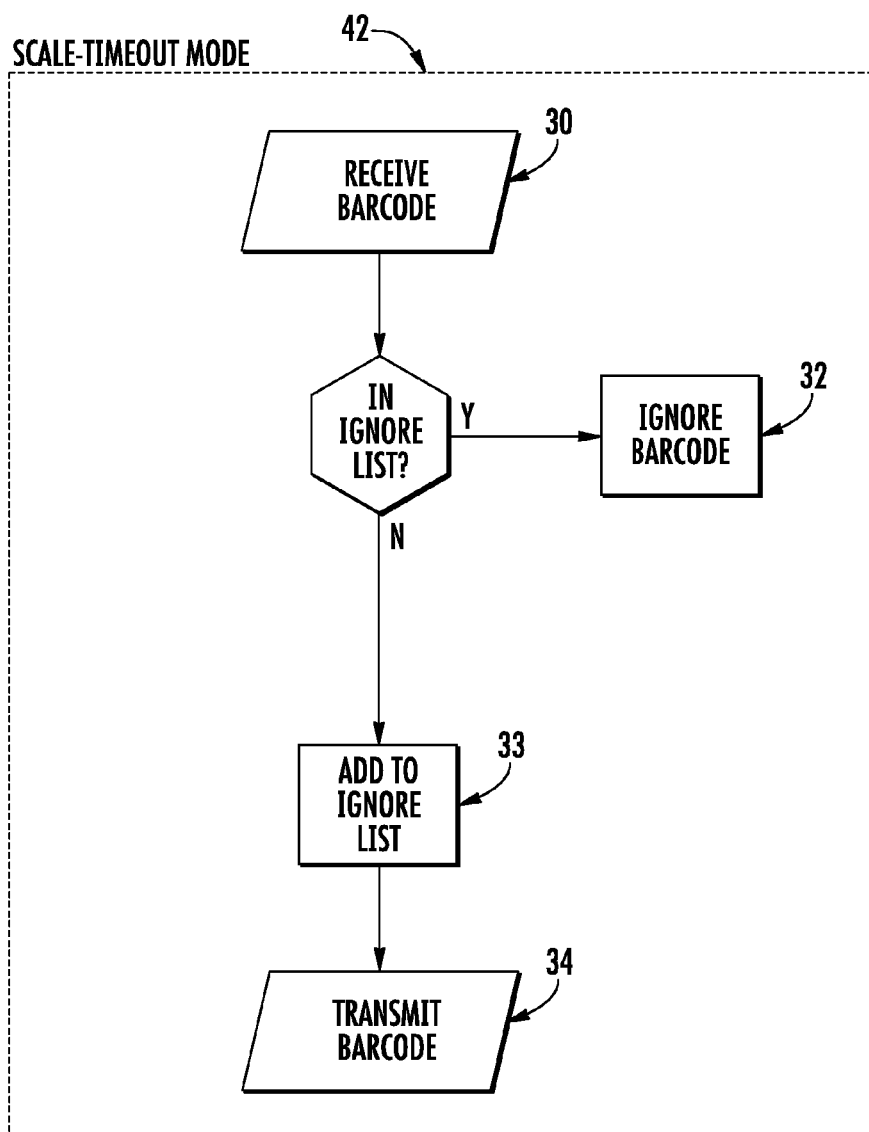 42
SCALE-TIMEOUT MODE
30
RECEIVE
BARCODE
IN
IGNORE
LIST?
Y
32
IGNORE
BARCODE
N
33
ADD TO
IGNORE
LIST
34
TRANSMIT
BARCODE